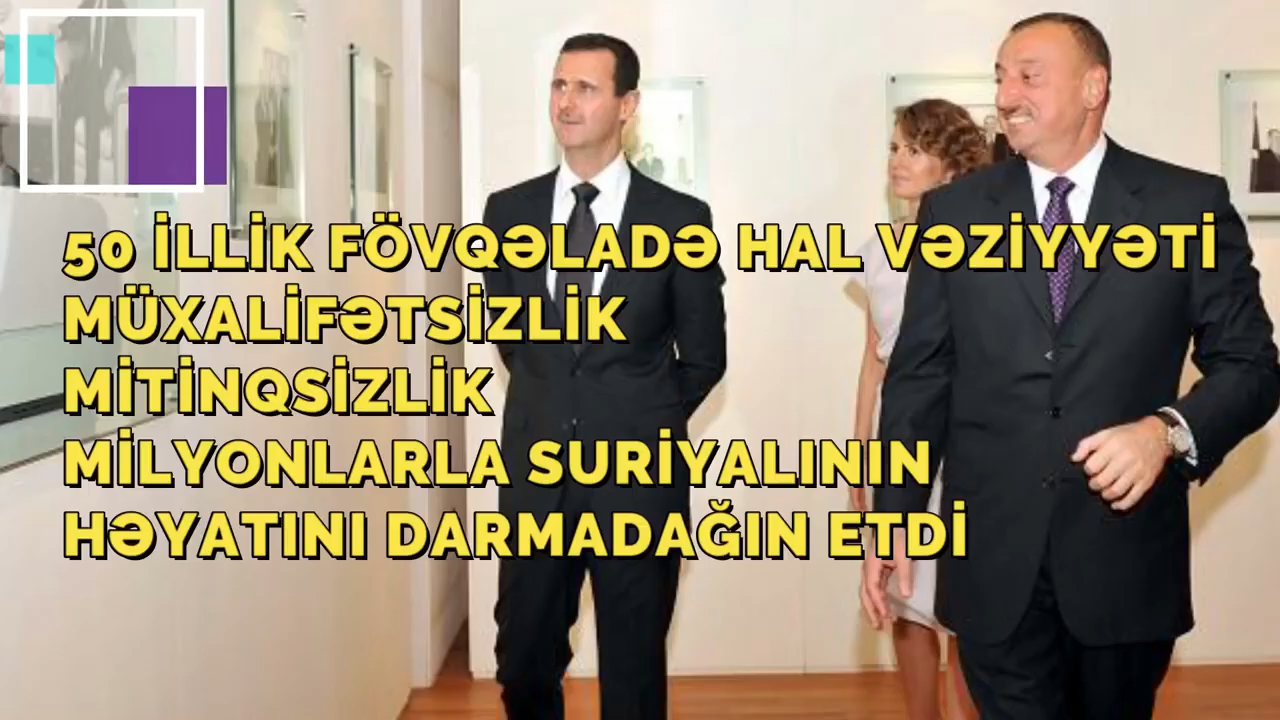 50 İLLİK FÖVQƏLADƏ HAL VƏZİYYƏTİ
MÜXALİFƏTSİZLİK
MİTİNQSİZLİK
MİLYONLARLA SURİYALININ
HƏYATINI DARMADAĞIN ETDİ